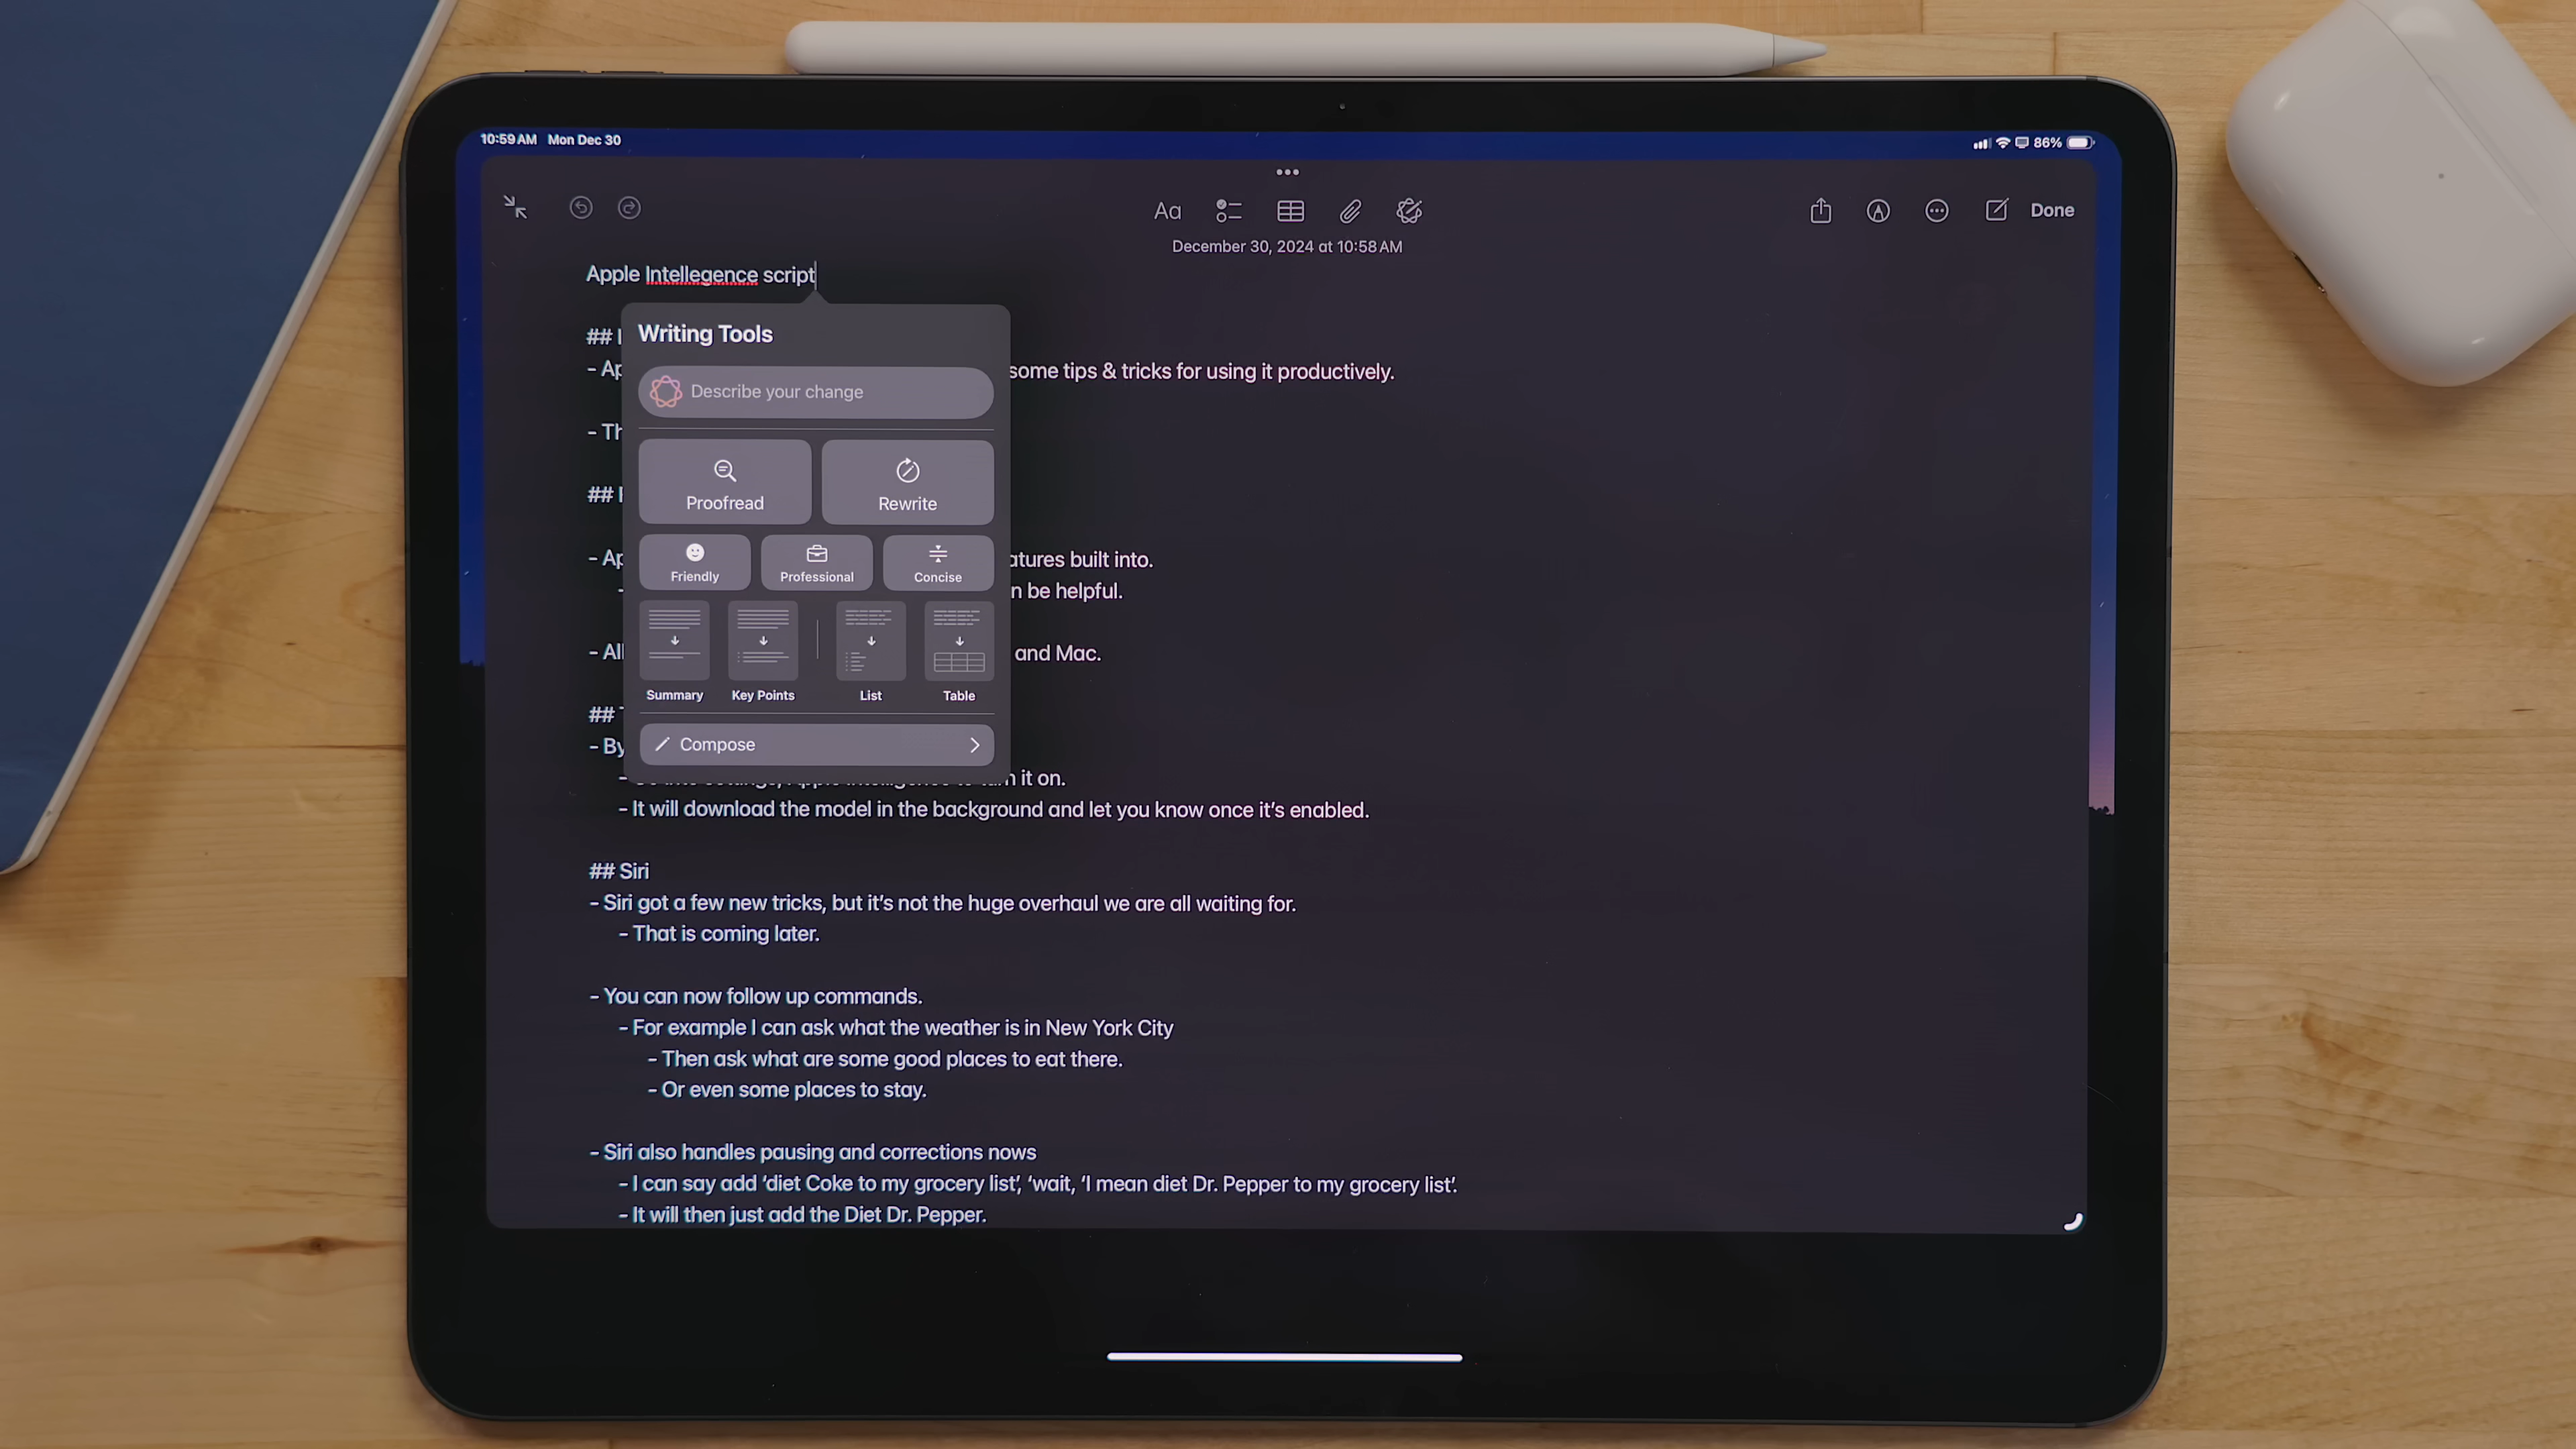 10:59 AM Mon Dec 30
86%
Aa
Done
December 30, 2024 at 10:58 AM
Apple Intellegence script
Writing Tools
##
Describe your change
- Ap
some tips & tricks for using it productively.
- Th
Proofread
Rewrite
##
- Ap
atures built into.
Friendly
Professional
Concise
-
n be helpful.
- All
and Mac.
Summary
Key Points
List
Table
##
- By
Compose
-
n it on.
- It will download the model in the background and let you know once it's enabled.
## Siri
- Siri got a few new tricks, but it's not the huge overhaul we are all waiting for.
- That is coming later.
- You can now follow up commands.
- For example I can ask what the weather is in New York City
- Then ask what are some good places to eat there.
- Or even some places to stay.
- Siri also handles pausing and corrections nows
- I can say add ‘diet Coke to my grocery list’, ‘wait, ‘I mean diet Dr. Pepper to my grocery list’.
- It will then just add the Diet Dr. Pepper.